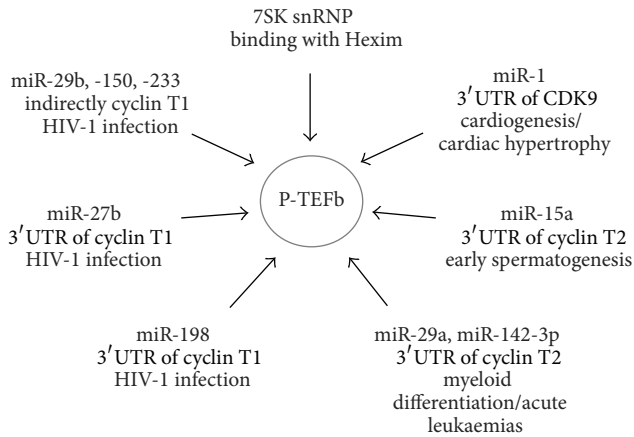 7SK snRNP
binding with Hexim
miR-29b, -150, -233
indirectly cyclin T1
HIV-1 infection
miR-1
3′UTR of CDK9
cardiogenesis/
cardiac hypertrophy
P-TEFb
miR-27b
3′UTR of cyclin T1
HIV-1 infection
miR-15a
3′UTR of cyclin T2
early spermatogenesis
miR-198
3′UTR of cyclin T1
HIV-1 infection
miR-29a, miR-142-3p
3′UTR of cyclin T2
myeloid
differentiation/acute
leukaemias